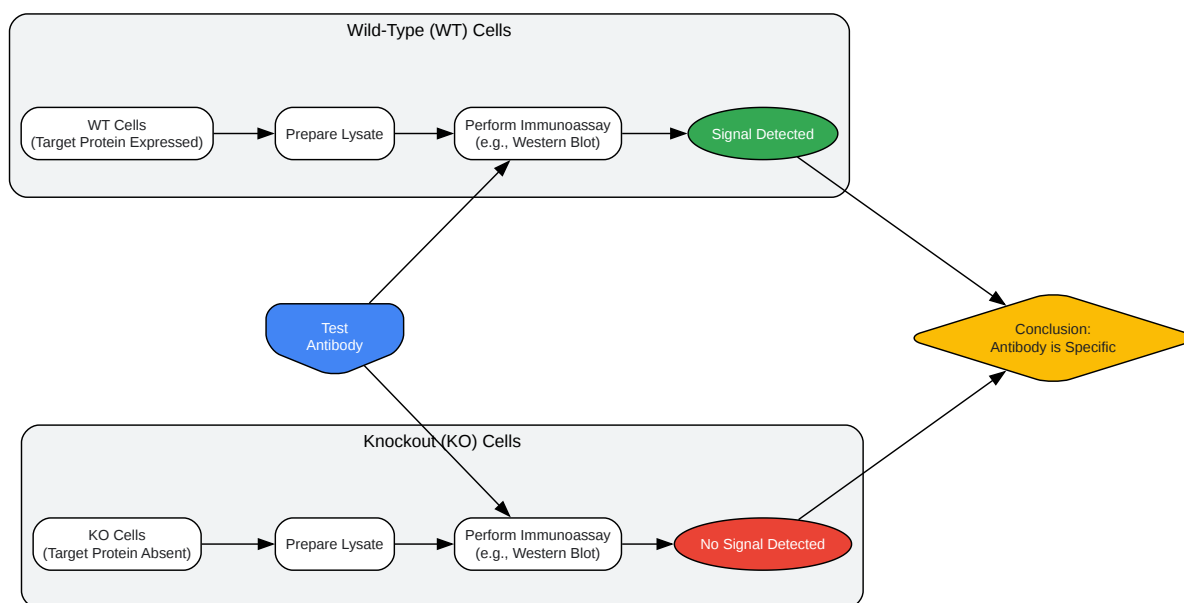 Wild-Type (WT) Cells
WT Cells
(Target Protein Expressed)
Prepare Lysate
Perform Immunoassay
(e.g., Western Blot)
Signal Detected
Test
Antibody
Conclusion:
Antibody is Specific
Knockout (KO) Cells
KO Cells
(Target Protein Absent)
Prepare Lysate
Perform Immunoassay
(e.g., Western Blot)
No Signal Detected